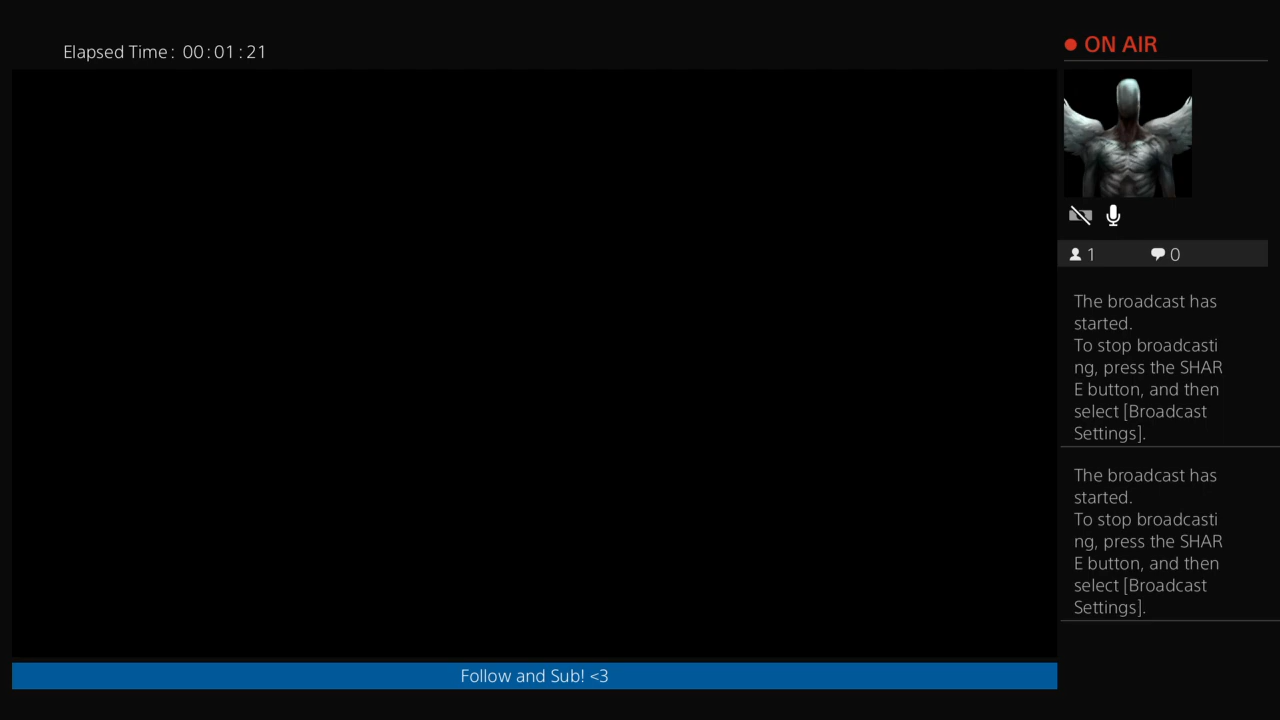 Elapsed Time: 00:01:21
ON AIR
1
0
The broadcast has
started.
To stop broadcasti
ng, press the SHAR
E button, and then
select [Broadcast
Settings].
The broadcast has
started.
To stop broadcasti
ng, press the SHAR
E button, and then
select [Broadcast
Settings].
Follow and Sub! <3